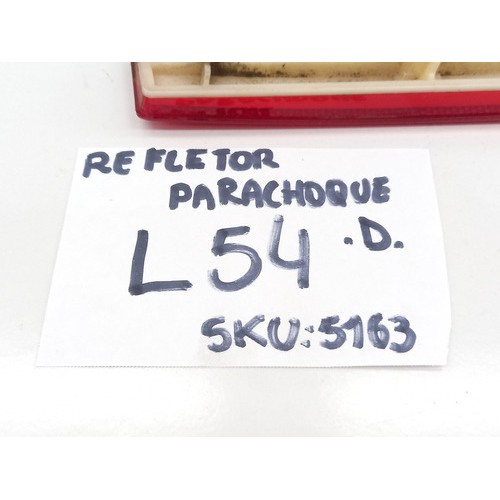 REFLETOR
PARACHOQUE
L54 .D.
SKU:5163